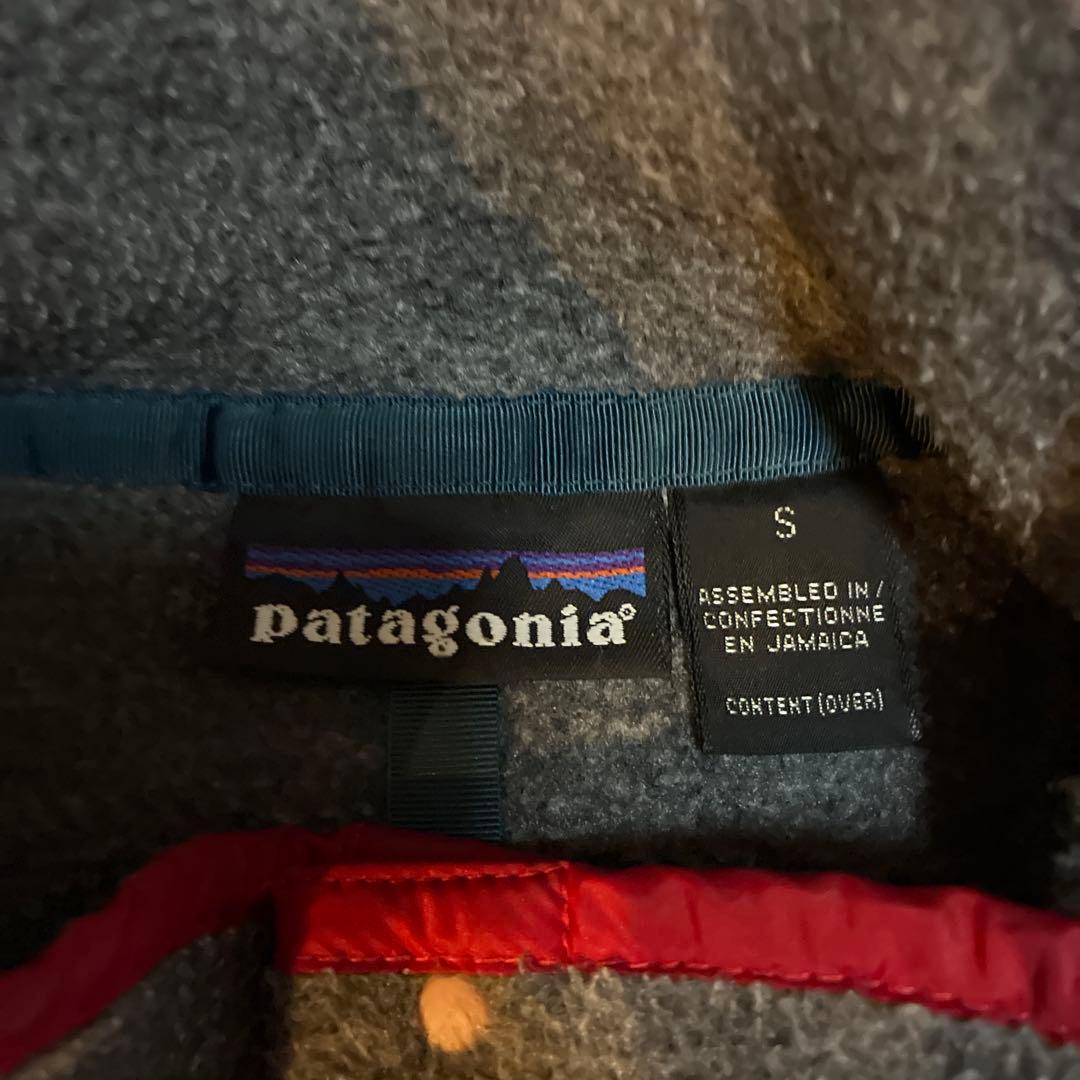 patagonia®
S
ASSEMBLED IN /
CONFECTIONNE
EN JAMAICA
CONTENT (OVER)